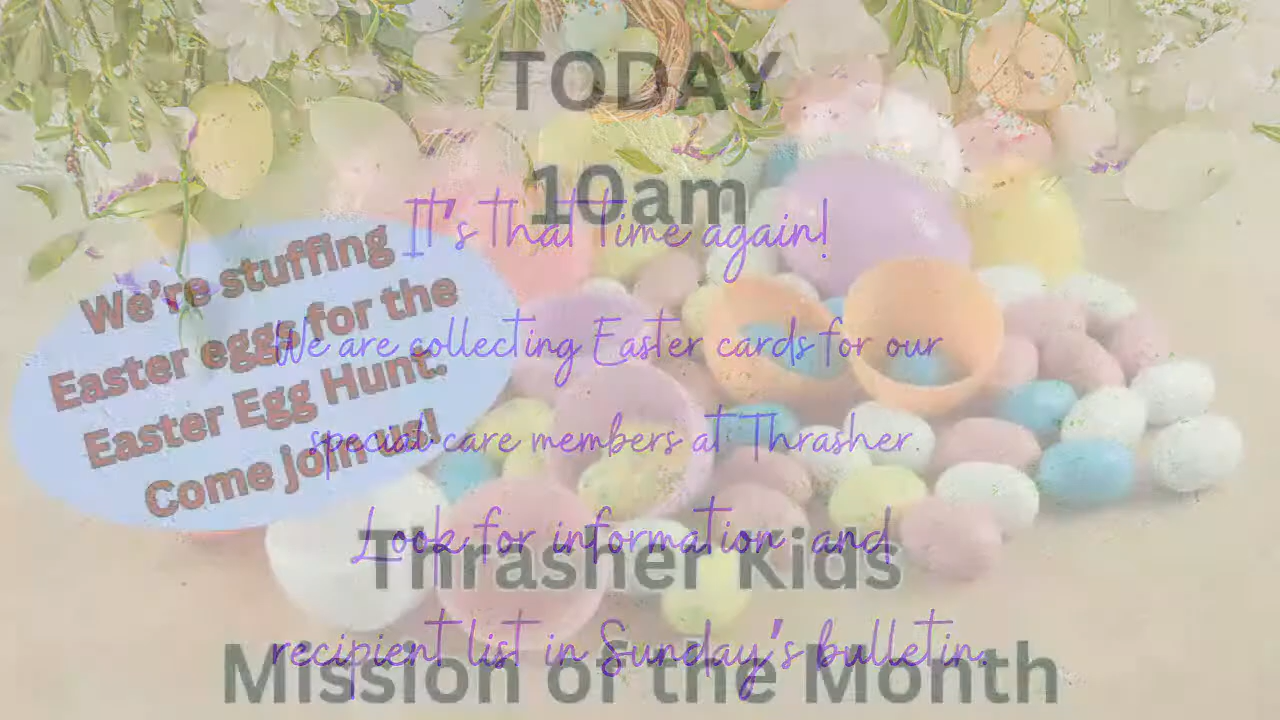 TODAY
10am
We're stuffing
Easter eggs for the
Easter Egg Hunt.
Come join us!
Thrasher Kids
Mission of the Month
It's that time again!
We are collecting Easter cards for our
special care members at Thrasher.
Look for information and
recipient list in Sunday's bulletin.